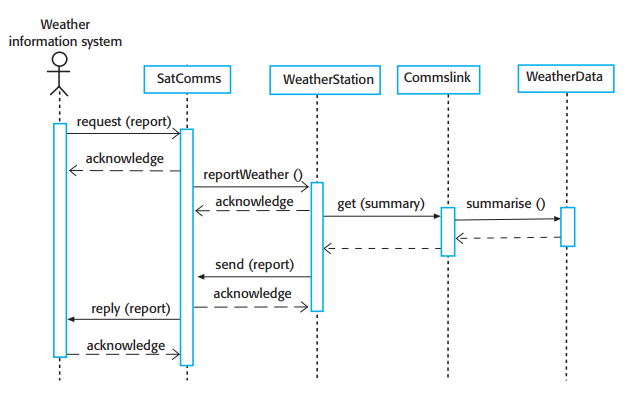 Weather
information system
SatComms
WeatherStation
Commslink
WeatherData
request (report)
acknowledge
reportWeather ()
acknowledge
get (summary)
summarise ()
send (report)
acknowledge
reply (report)
acknowledge